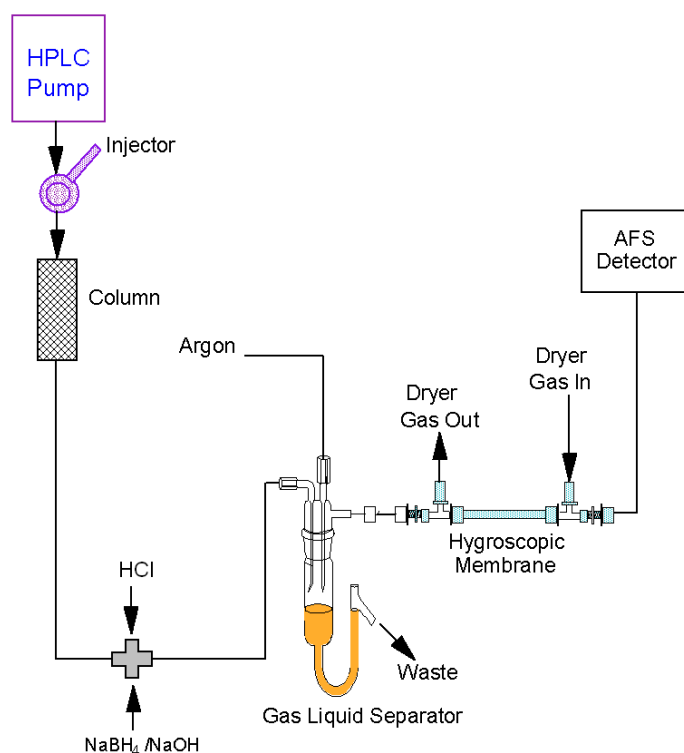 HPLC
Pump
Injector
Column
AFS
Detector
Argon
Dryer
Gas In
Dryer
Gas Out
Hygroscopic
Membrane
HCl
Waste
Gas Liquid Separator
NaBH₄ /NaOH